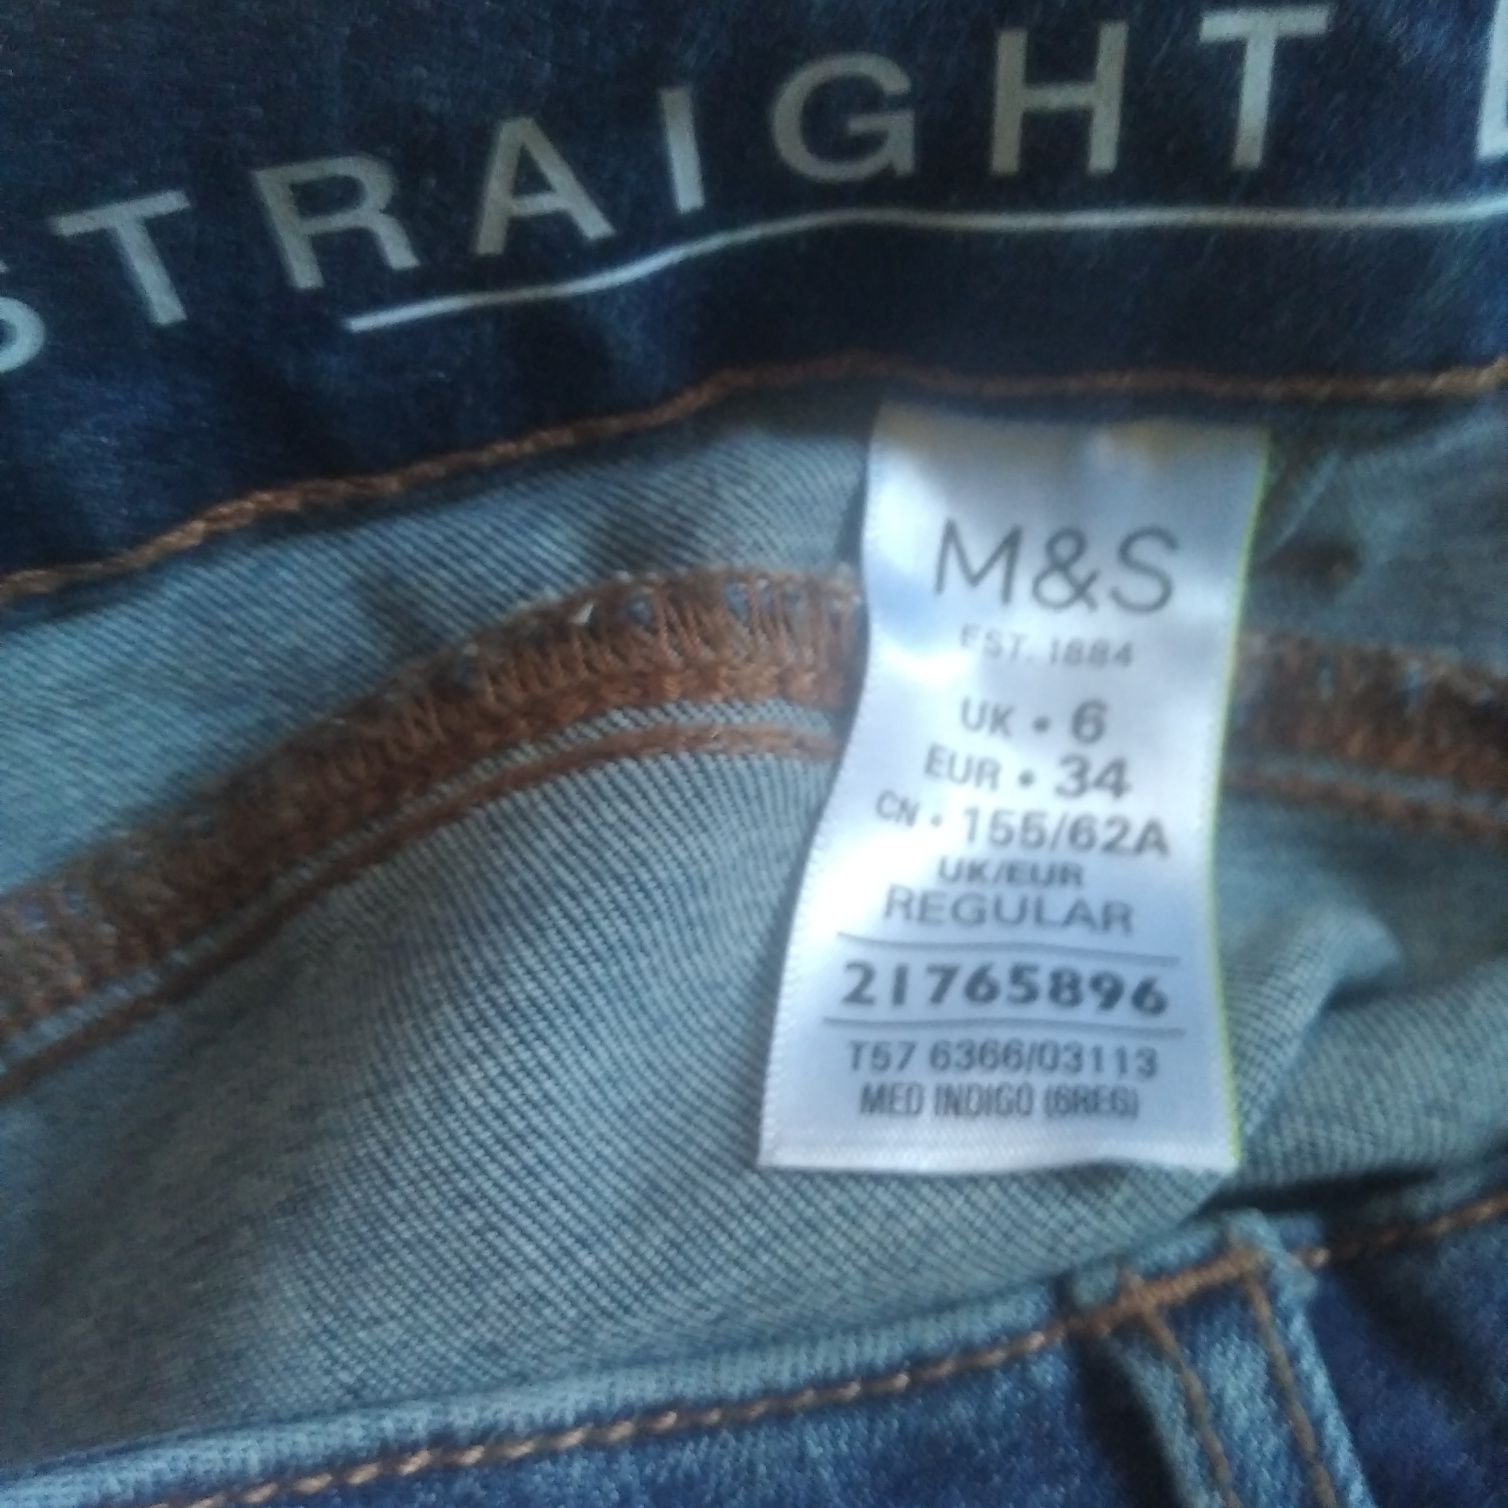 STRAIGHT
M&S
EST. 1884
UK • 6
EUR • 34
CN • 155/62A
UK/EUR
REGULAR
21765896
T57 6366/03113
MED INDIGO (6REG)